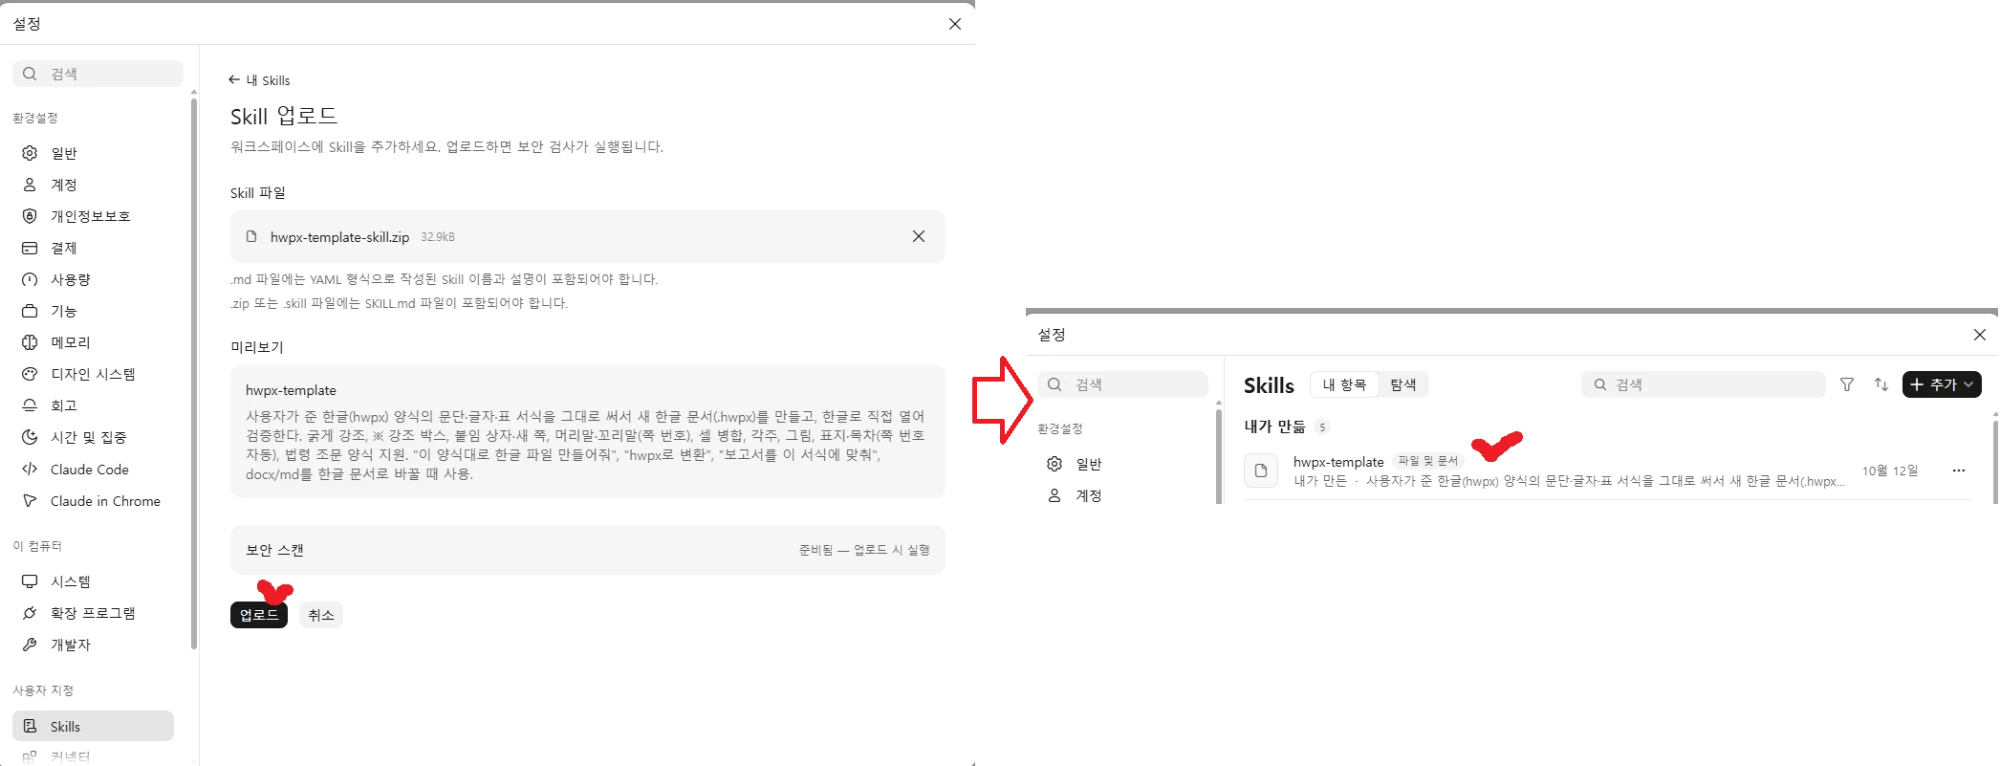 설정
검색
환경설정
일반
계정
개인정보보호
결제
사용량
기능
메모리
디자인 시스템
회고
시간 및 집중
Claude Code
Claude in Chrome
이 컴퓨터
시스템
확장 프로그램
개발자
사용자 지정
Skills
커넥터
← 내 Skills
Skill 업로드
워크스페이스에 Skill을 추가하세요. 업로드하면 보안 검사가 실행됩니다.
Skill 파일
hwpx-template-skill.zip 32.9kB
.md 파일에는 YAML 형식으로 작성된 Skill 이름과 설명이 포함되어야 합니다.
.zip 또는 .skill 파일에는 SKILL.md 파일이 포함되어야 합니다.
미리보기
hwpx-template
사용자가 준 한글(hwpx) 양식의 문단·글자·표 서식을 그대로 써서 새 한글 문서(.hwpx)를 만들고, 한글로 직접 열어
검증한다. 굵게 강조, ※ 강조 박스, 붙임 상자·새 쪽, 머리말·꼬리말(쪽 번호), 셀 병합, 각주, 그림, 표지·목차(쪽 번호
자동), 법령 조문 양식 지원. "이 양식대로 한글 파일 만들어줘", "hwpx로 변환", "보고서를 이 서식에 맞춰",
docx/md를 한글 문서로 바꿀 때 사용.
보안 스캔 준비됨 — 업로드 시 실행
업로드 취소
설정
검색
환경설정
일반
계정
Skills 내 항목 탐색 검색 + 추가
내가 만듦 5
hwpx-template 파일 및 문서
내가 만든 · 사용자가 준 한글(hwpx) 양식의 문단·글자·표 서식을 그대로 써서 새 한글 문서(.hwpx...
10월 12일